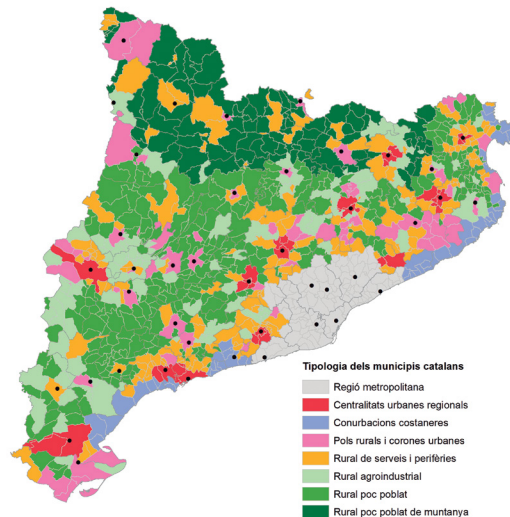 Tipologia dels municipis catalans
Regió metropolitana
Centralitats urbanes regionals
Conurbacions costaneres
Pols rurals i corones urbanes
Rural de serveis i perifèries
Rural agroindustrial
Rural poc poblat
Rural poc poblat de muntanya